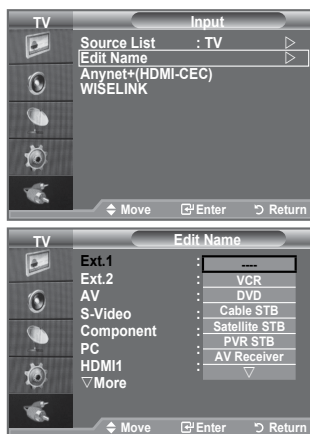 TV Input
Source List : TV ▷
Edit Name ▷
Anynet+(HDMI-CEC)
WISELINK
Move Enter Return
TV Edit Name
Ext.1 : ----
Ext.2 : VCR
AV : DVD
S-Video : Cable STB
Component : Satellite STB
PC : PVR STB
HDMI1 : AV Receiver
▽More ▽
Move Enter Return